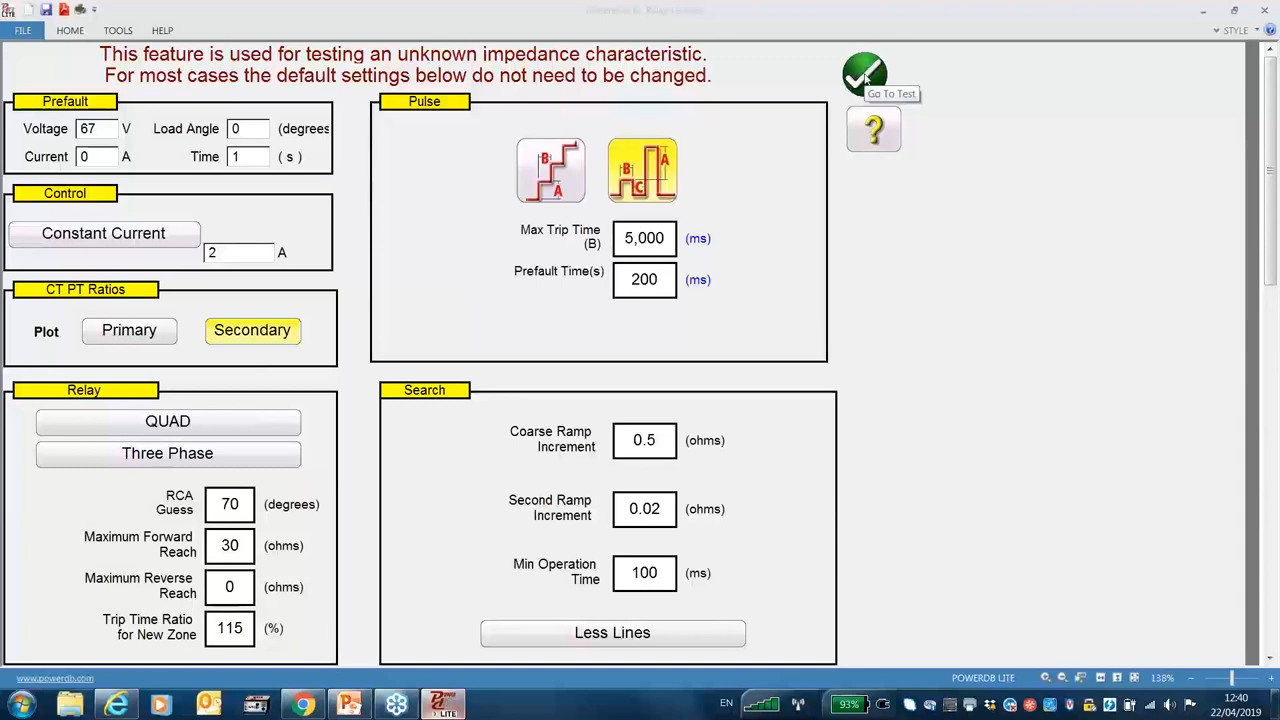 FILE HOME TOOLS HELP STYLE
This feature is used for testing an unknown impedance characteristic.
For most cases the default settings below do not need to be changed.
Go To Test
Prefault
Voltage 67 V Load Angle 0 (degrees
Current 0 A Time 1 ( s )
Control
Constant Current
2 A
CT PT Ratios
Plot Primary Secondary
Relay
QUAD
Three Phase
RCA
Guess 70 (degrees)
Maximum Forward
Reach 30 (ohms)
Maximum Reverse
Reach 0 (ohms)
Trip Time Ratio
for New Zone 115 (%)
Pulse
B A
B C A
Max Trip Time
(B) 5,000 (ms)
Prefault Time(s) 200 (ms)
?
Search
Coarse Ramp
Increment 0.5 (ohms)
Second Ramp
Increment 0.02 (ohms)
Min Operation
Time 100 (ms)
Less Lines
www.powerdb.com POWERDB LITE 138%
LITE EN 93% 12:40
22/04/2019